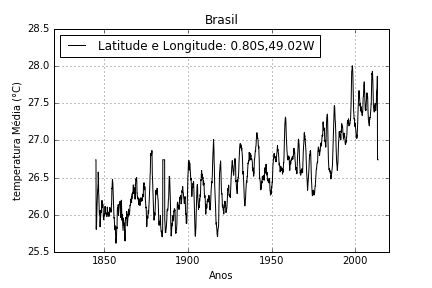 Brasil
Latitude e Longitude: 0.80S,49.02W
temperatura Média (°C)
28.5
28.0
27.5
27.0
26.5
26.0
25.5
1850
1900
1950
2000
Anos